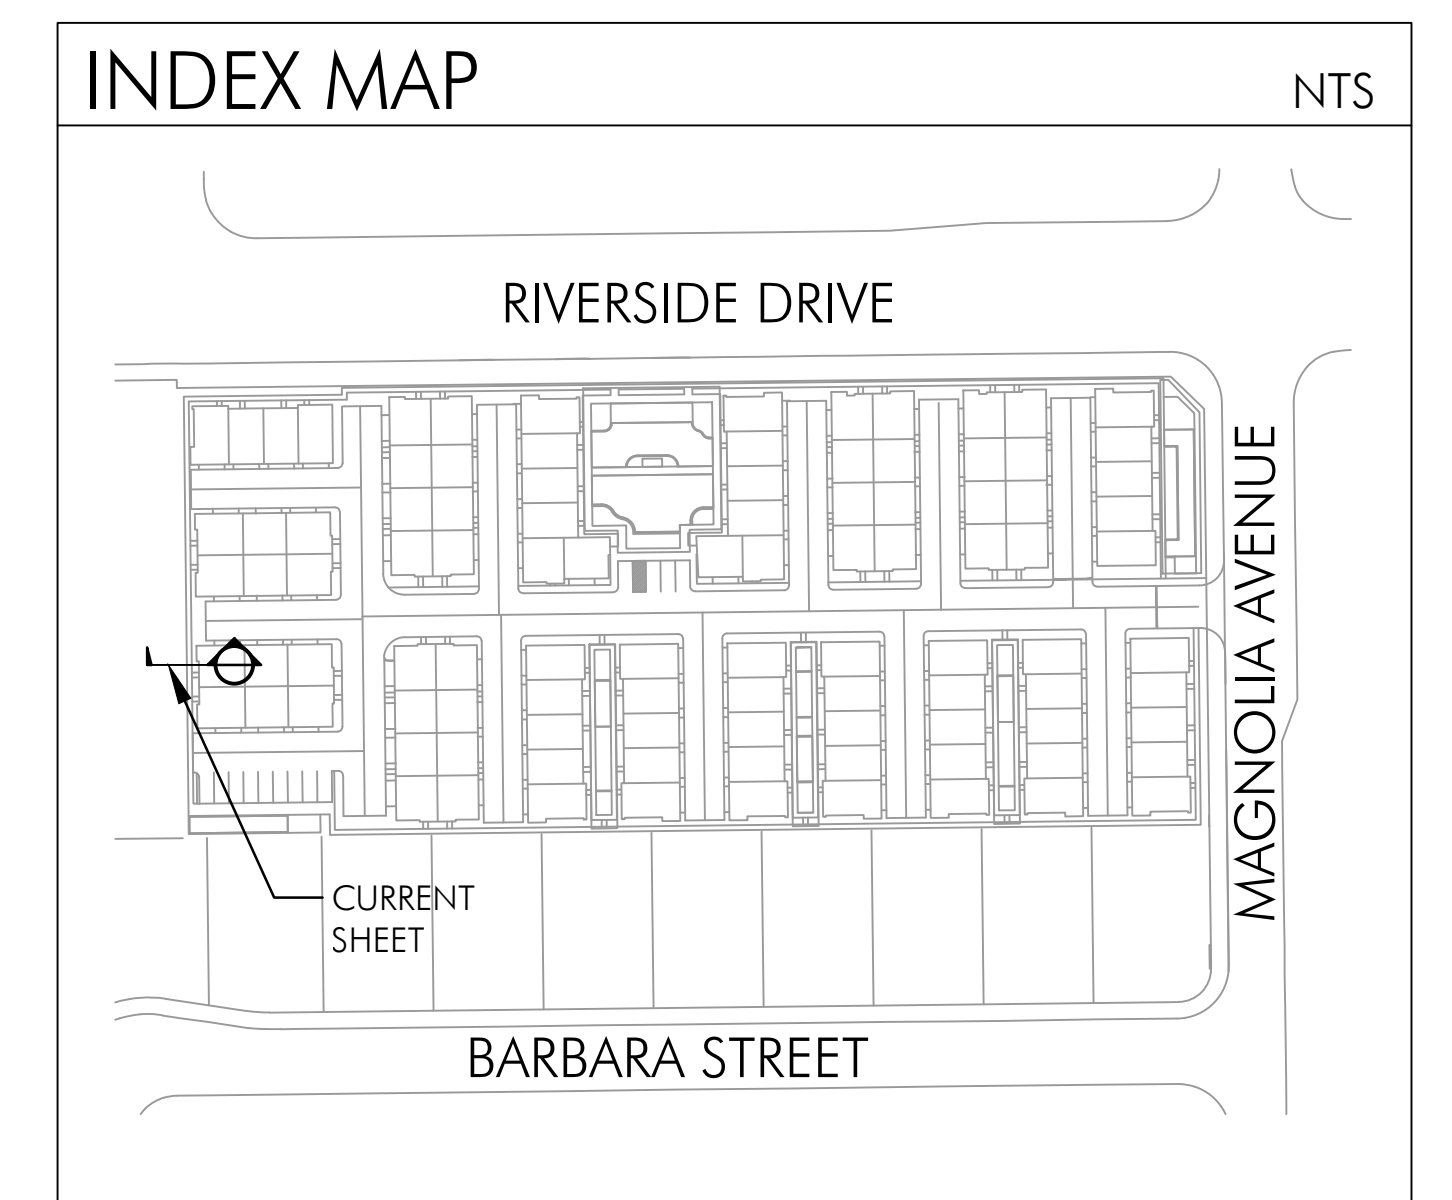 INDEX MAP
NTS
RIVERSIDE DRIVE
MAGNOLIA AVENUE
CURRENT
SHEET
BARBARA STREET